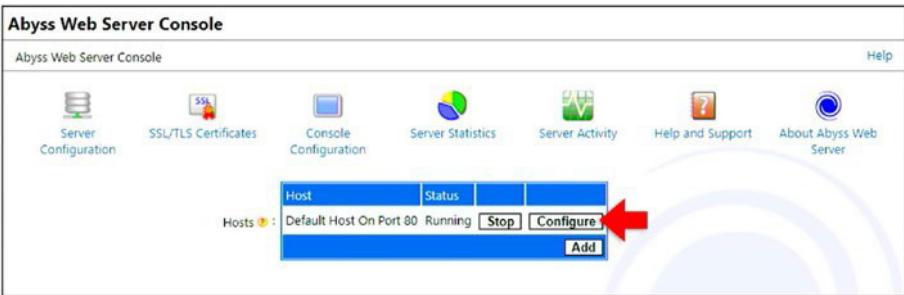 Abyss Web Server Console
Abyss Web Server Console
Help
SSL
Server Configuration
SSL/TLS Certificates
Console Configuration
Server Statistics
Server Activity
Help and Support
About Abyss Web Server
Host Status
Hosts ? : Default Host On Port 80 Running Stop Configure
Add